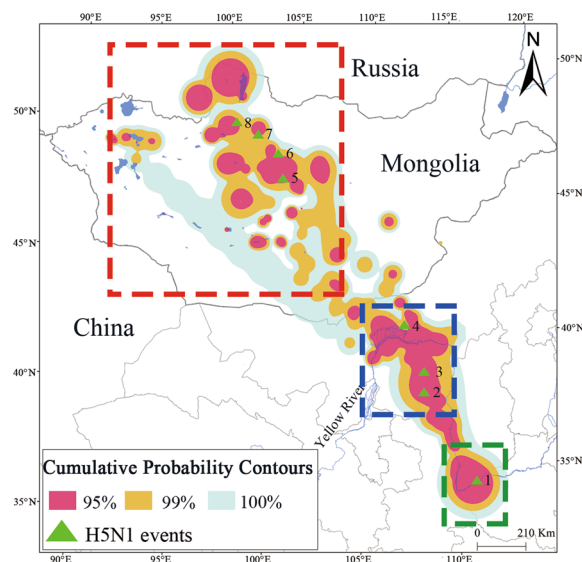 90°E 95°E 100°E 105°E 110°E 115°E 120°E
N
Russia
50°N 50°N
8
7
6
Mongolia
5
45°N 45°N
China
4
40°N
3
40°N
2
Yellow River
1
35°N
Cumulative Probability Contours
95% 99% 100%
35°N
H5N1 events
0 210 Km
90°E 95°E 100°E 105°E 110°E